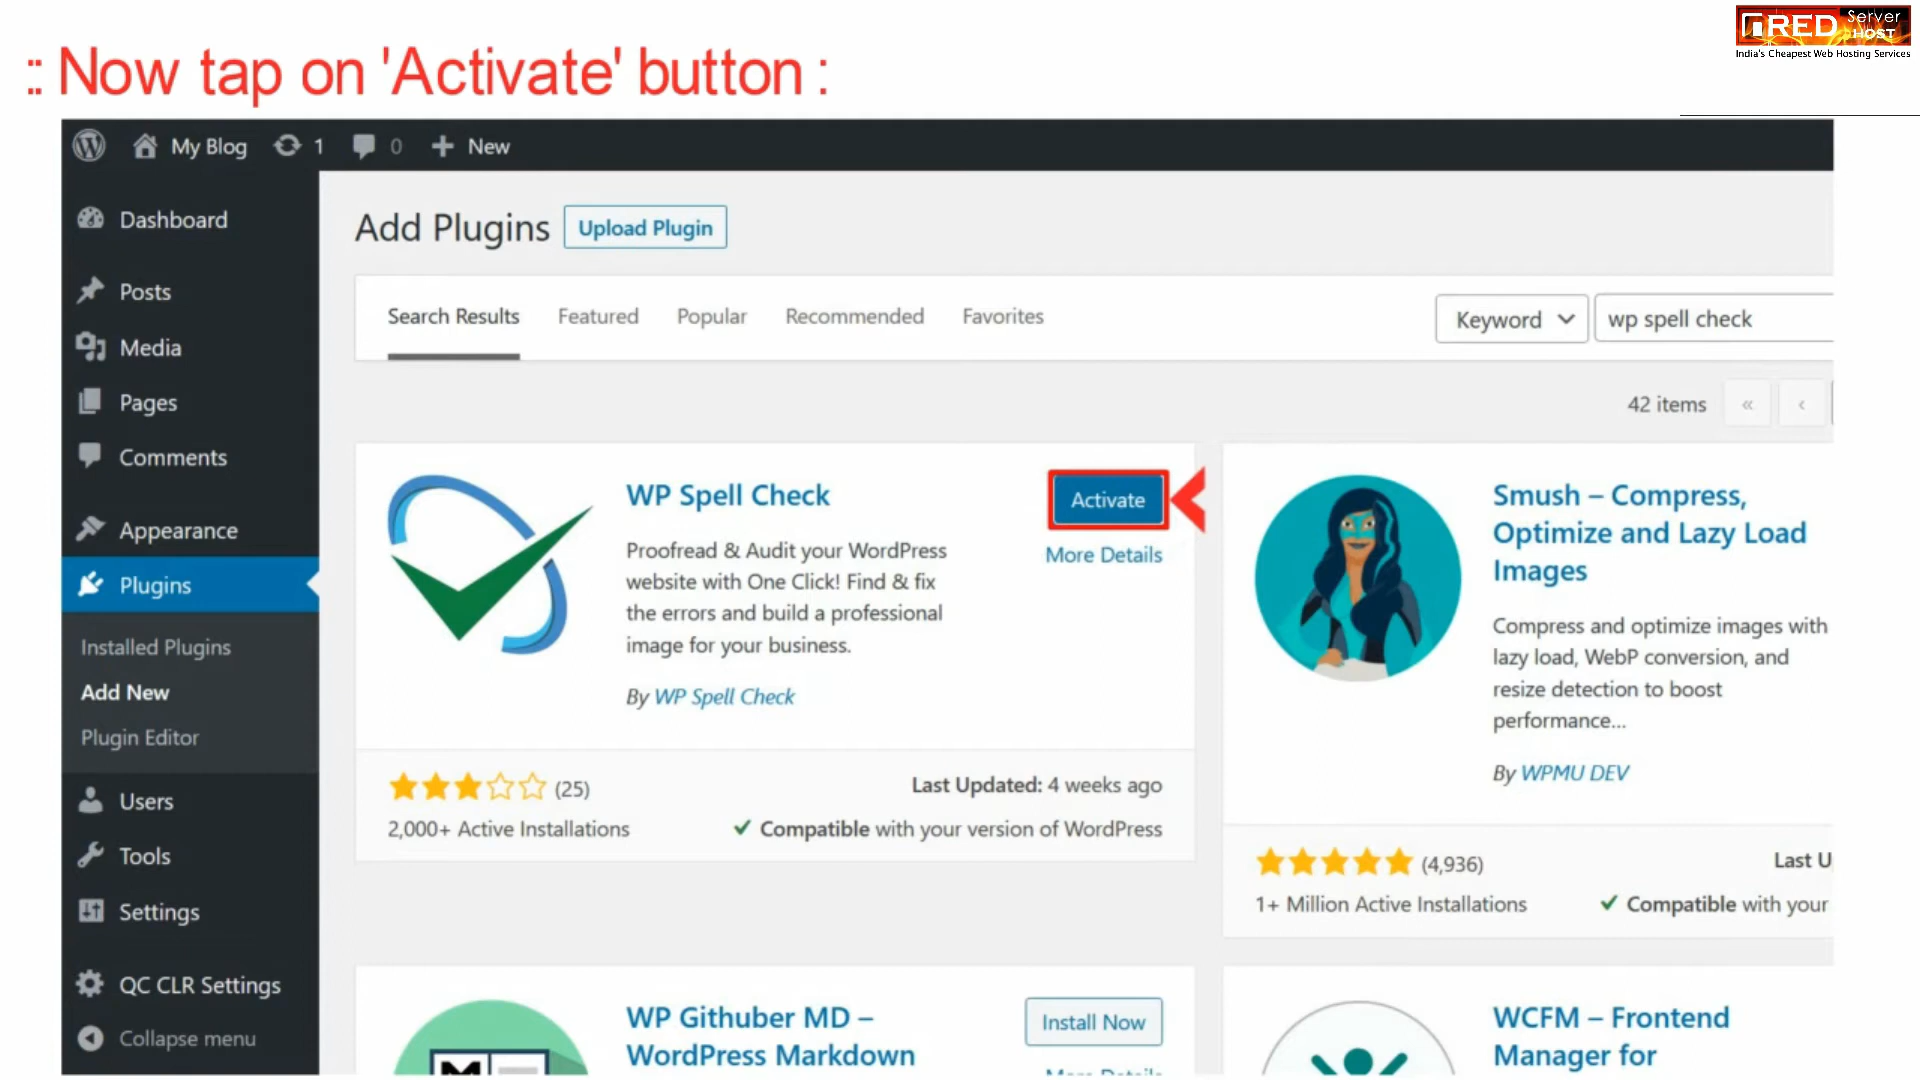 RED Server HOST
India's Cheapest Web Hosting Services
:: Now tap on 'Activate' button :
My Blog 1 0 New
Dashboard
Posts
Media
Pages
Comments
Appearance
Plugins
Installed Plugins
Add New
Plugin Editor
Users
Tools
Settings
QC CLR Settings
Collapse menu
Add Plugins Upload Plugin
Search Results Featured Popular Recommended Favorites Keyword wp spell check
42 items « ‹
WP Spell Check
Activate
More Details
Proofread & Audit your WordPress
website with One Click! Find & fix
the errors and build a professional
image for your business.
By WP Spell Check
(25) Last Updated: 4 weeks ago
2,000+ Active Installations Compatible with your version of WordPress
Smush – Compress,
Optimize and Lazy Load
Images
Compress and optimize images with
lazy load, WebP conversion, and
resize detection to boost
performance...
By WPMU DEV
(4,936) Last U
1+ Million Active Installations Compatible with your
WP Githuber MD –
WordPress Markdown
Install Now
More Details
WCFM – Frontend
Manager for